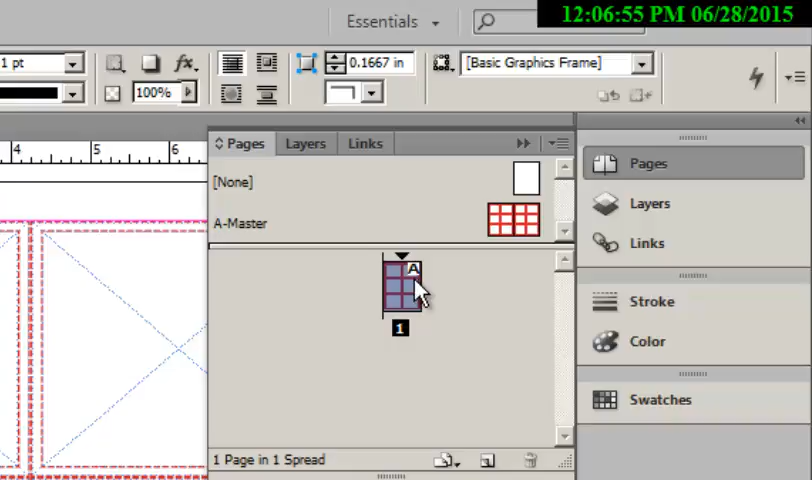 12:06:55 PM 06/28/2015
Essentials
1 pt
fx.
0.1667 in
[Basic Graphics Frame]
100%
Pages
Layers
Links
4
5
6
[None]
A-Master
A
1
1 Page in 1 Spread
Pages
Layers
Links
Stroke
Color
Swatches